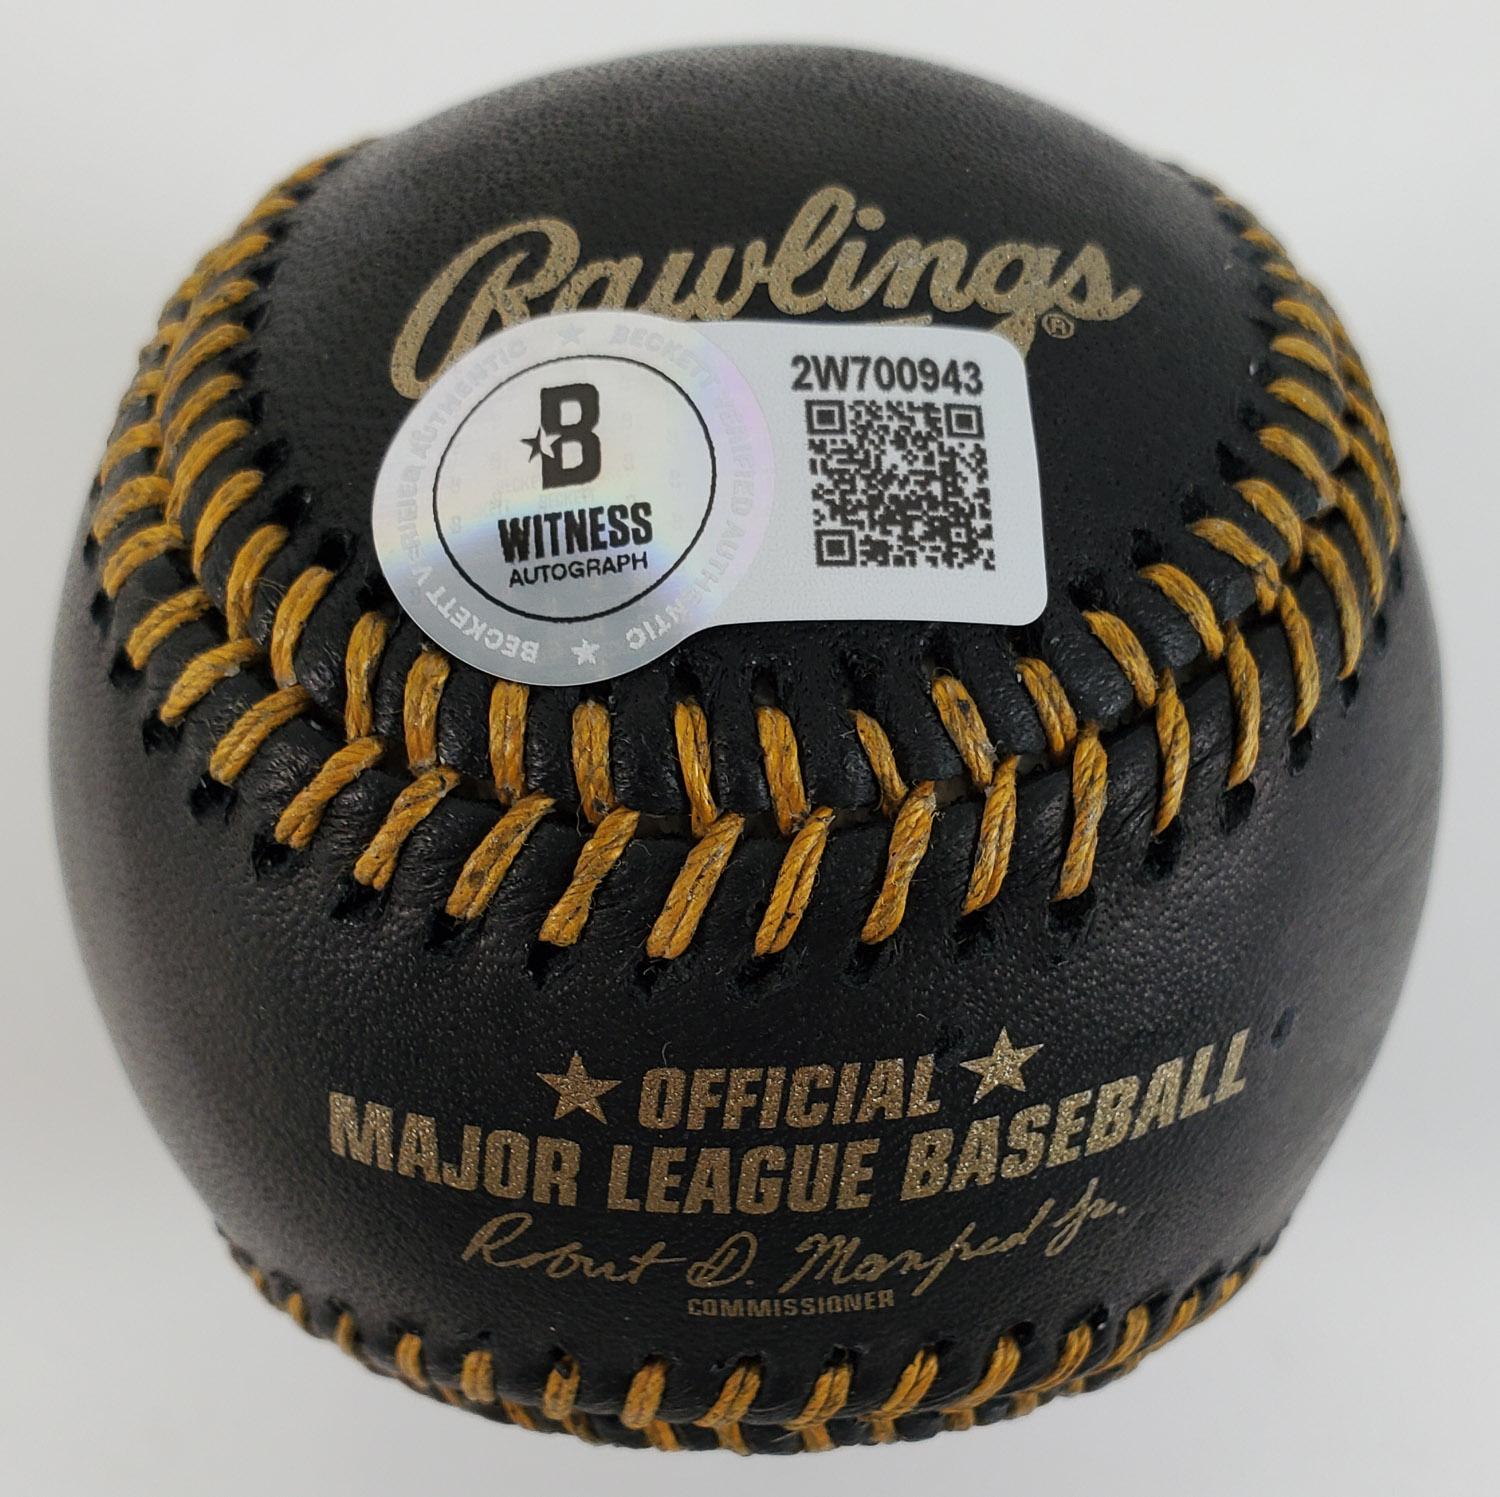 Rawlings
®
BECKETT VERIFIED AUTHENTIC ★ BECKETT VERIFIED AUTHENTIC ★
B
WITNESS
AUTOGRAPH
2W700943
★ OFFICIAL ★
MAJOR LEAGUE BASEBALL
Robert D. Manfred Jr.
COMMISSIONER